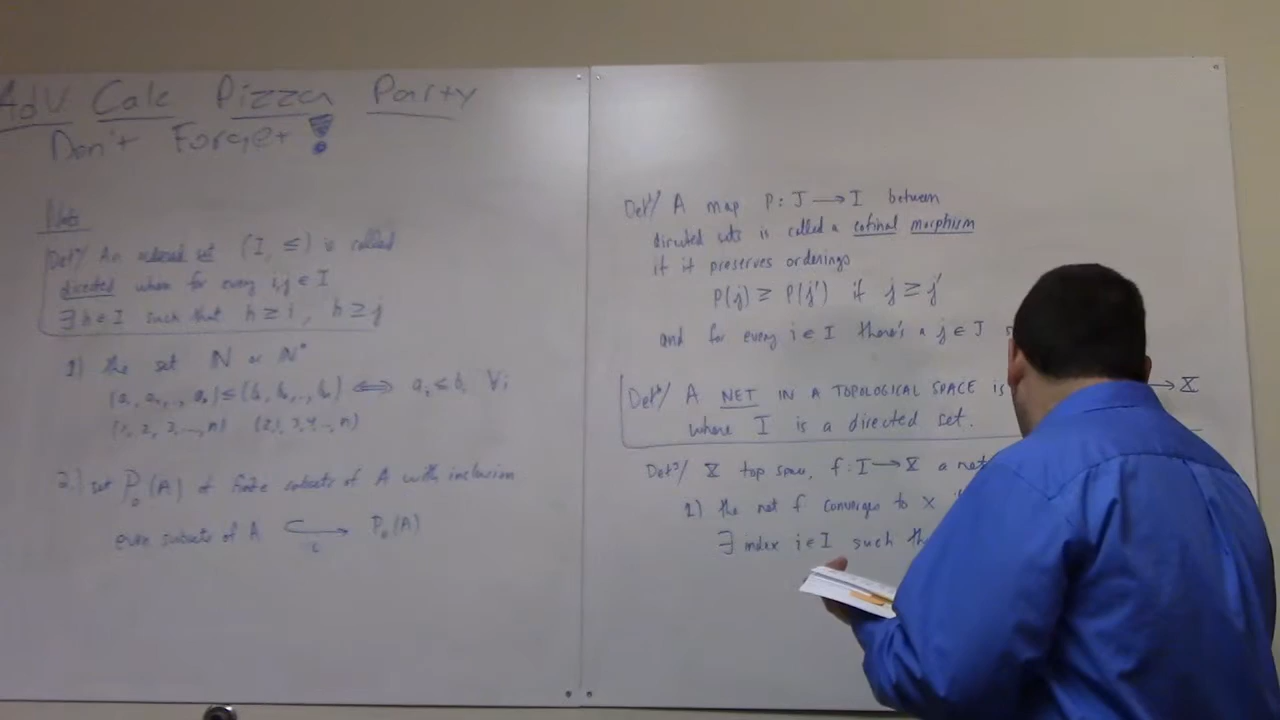 Adv Calc Pizza Party
Don't Forget !
Nets
Def'/ An ordered set (I, ≤) is called
directed when for every i,j ∈ I
∃ k ∈ I such that k ≥ i, k ≥ j
1) the set ℕ or ℕⁿ
(a₁, a₂, .., aₙ) ≤ (b₁, b₂, .., bₙ) ⟺ aᵢ ≤ bᵢ ∀i
(1, 2, 3, .., n) (2, 1, 3, 4, .., n)
2.) set P₀(A) of finite subsets of A with inclusion
even subsets of A ⊂⟶ P₀(A)
Def'/ A map P: J ⟶ I between
directed sets is called a cofinal morphism
if it preserves orderings
P(j) ≥ P(j') if j ≥ j'
and for every i ∈ I there's a j ∈ J
Def'/ A NET IN A TOPOLOGICAL SPACE is ⟶ X
where I is a directed set.
Def'/ X top space, f: I ⟶ X a net
1) the net f converges to x
∃ index i ∈ I such